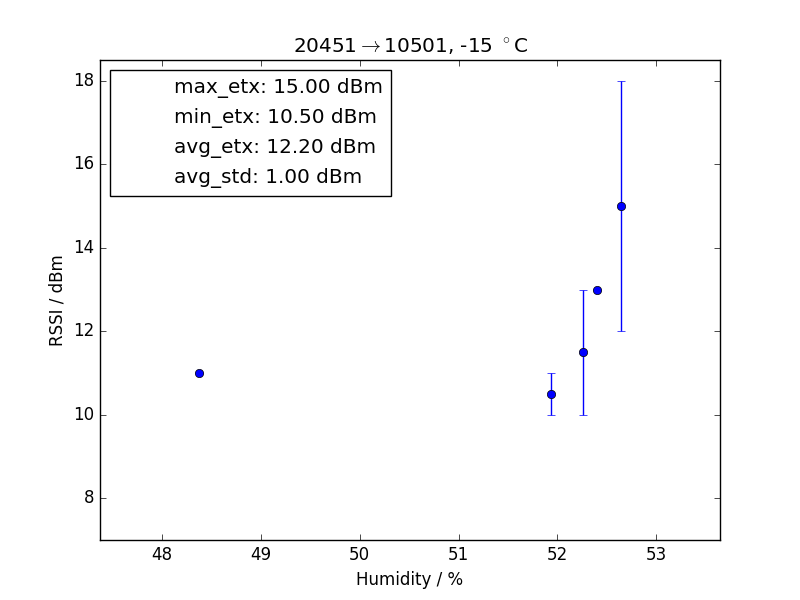 20451→10501, -15 °C
max_etx: 15.00 dBm
min_etx: 10.50 dBm
avg_etx: 12.20 dBm
avg_std: 1.00 dBm
RSSI / dBm
18
16
14
12
10
8
48 49 50 51 52 53
Humidity / %